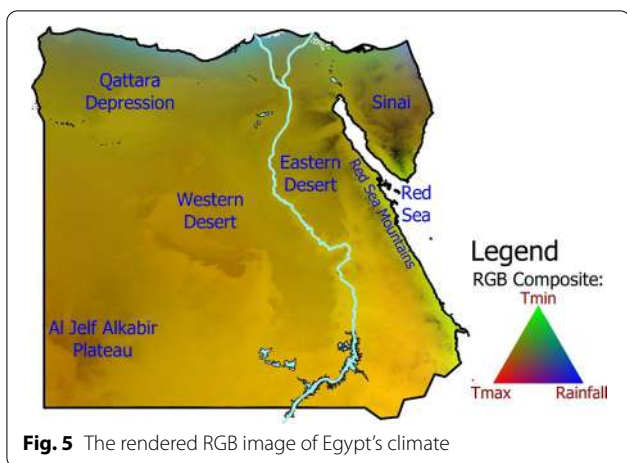 Qattara
Depression
Sinai
Eastern
Desert
Western
Desert
Red Sea Mountains
Red
Sea
Al Jelf Alkabir
Plateau
Legend
RGB Composite:
Tmin
Tmax Rainfall
Fig. 5 The rendered RGB image of Egypt's climate